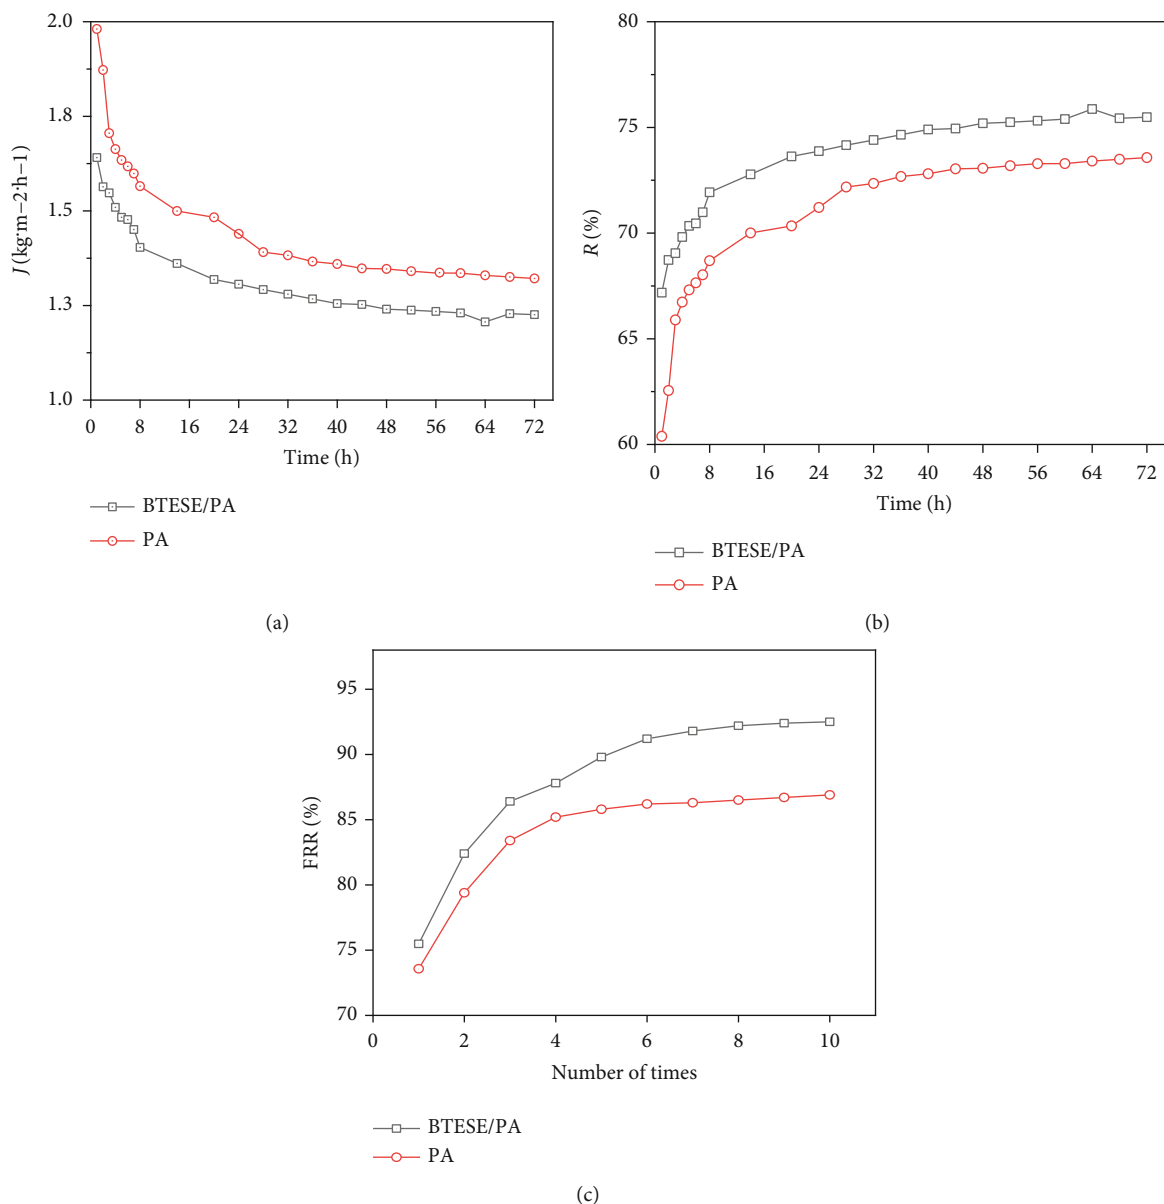 2.0
1.8
1.5
1.3
1.0
J (kg·m−2·h−1)
0 8 16 24 32 40 48 56 64 72
Time (h)
BTESE/PA
PA
(a)
80
75
70
65
60
R (%)
0 8 16 24 32 40 48 56 64 72
Time (h)
BTESE/PA
PA
(b)
95
90
85
80
75
70
FRR (%)
0 2 4 6 8 10
Number of times
BTESE/PA
PA
(c)